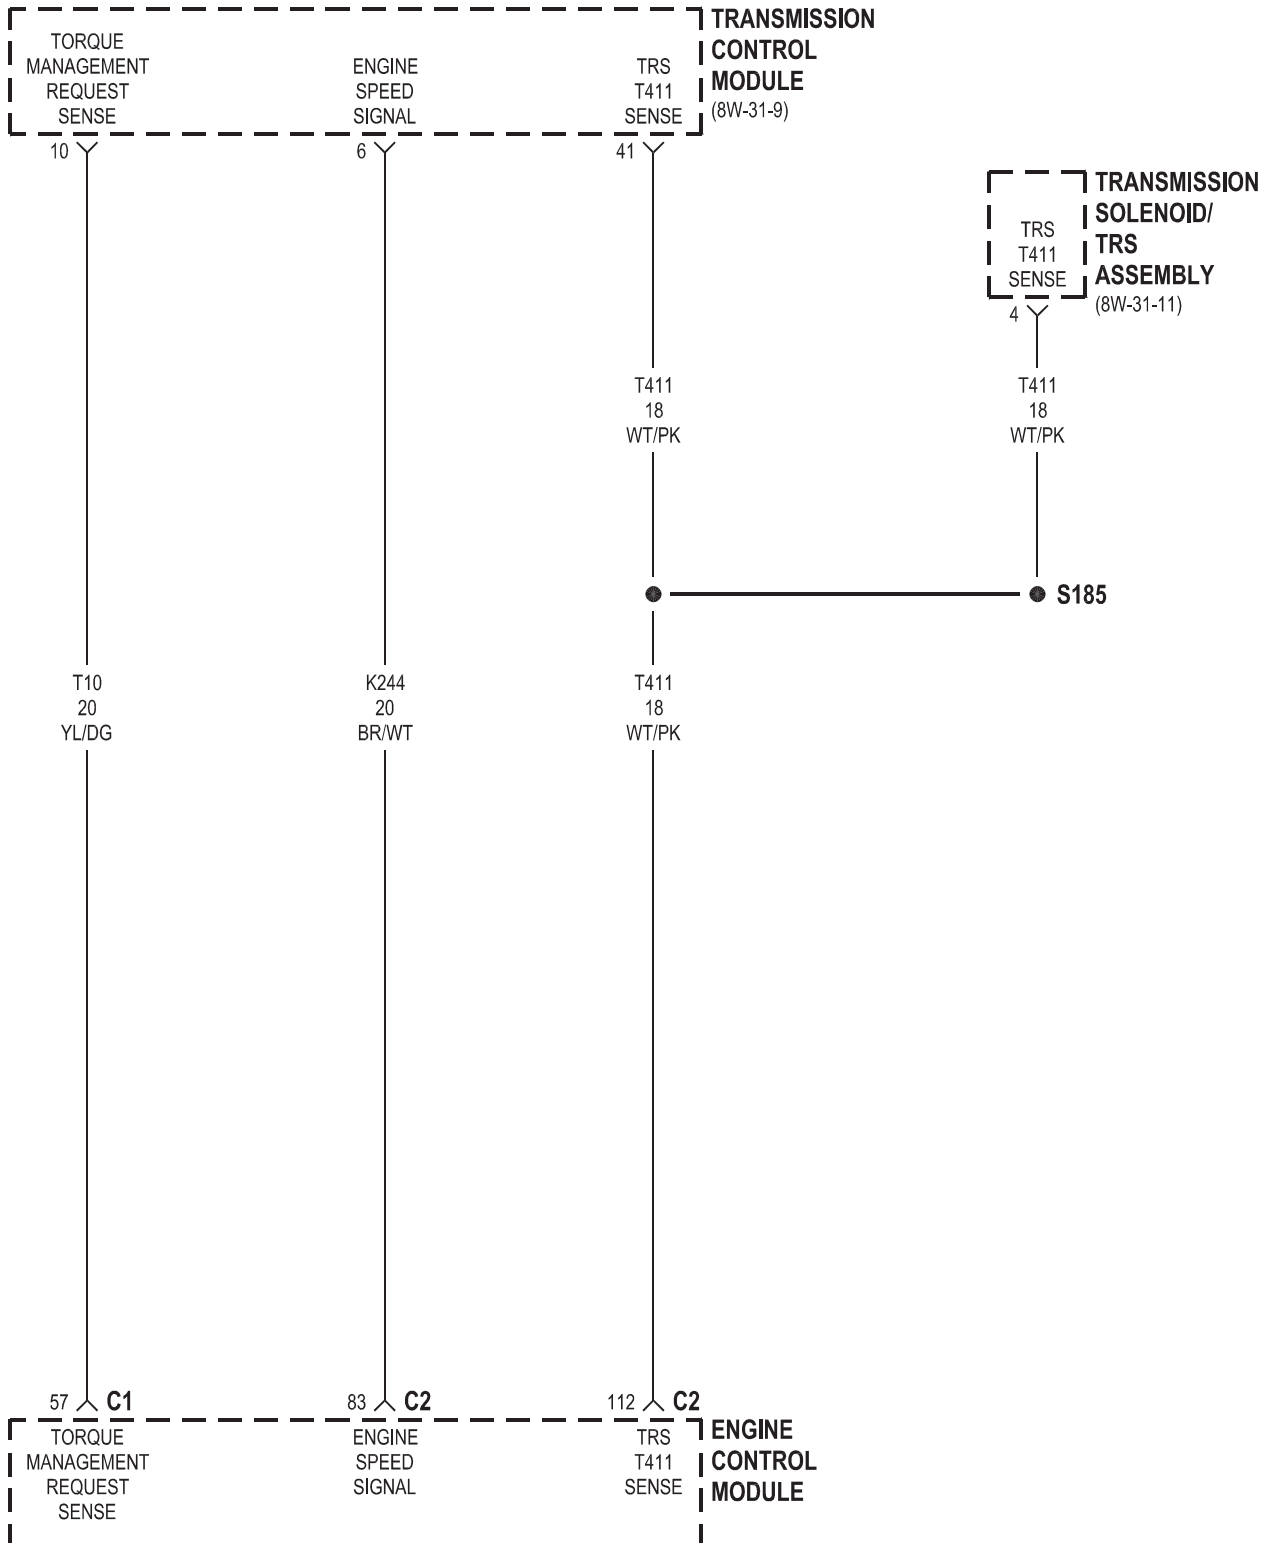 TRANSMISSION
CONTROL
MODULE
(8W-31-9)
TORQUE
MANAGEMENT
REQUEST
SENSE
ENGINE
SPEED
SIGNAL
TRS
T411
SENSE
10
6
41
TRANSMISSION
SOLENOID/
TRS
ASSEMBLY
(8W-31-11)
TRS
T411
SENSE
4
T411
18
WT/PK
T411
18
WT/PK
S185
T10
20
YL/DG
K244
20
BR/WT
T411
18
WT/PK
57 C1
83 C2
112 C2
TORQUE
MANAGEMENT
REQUEST
SENSE
ENGINE
SPEED
SIGNAL
TRS
T411
SENSE
ENGINE
CONTROL
MODULE